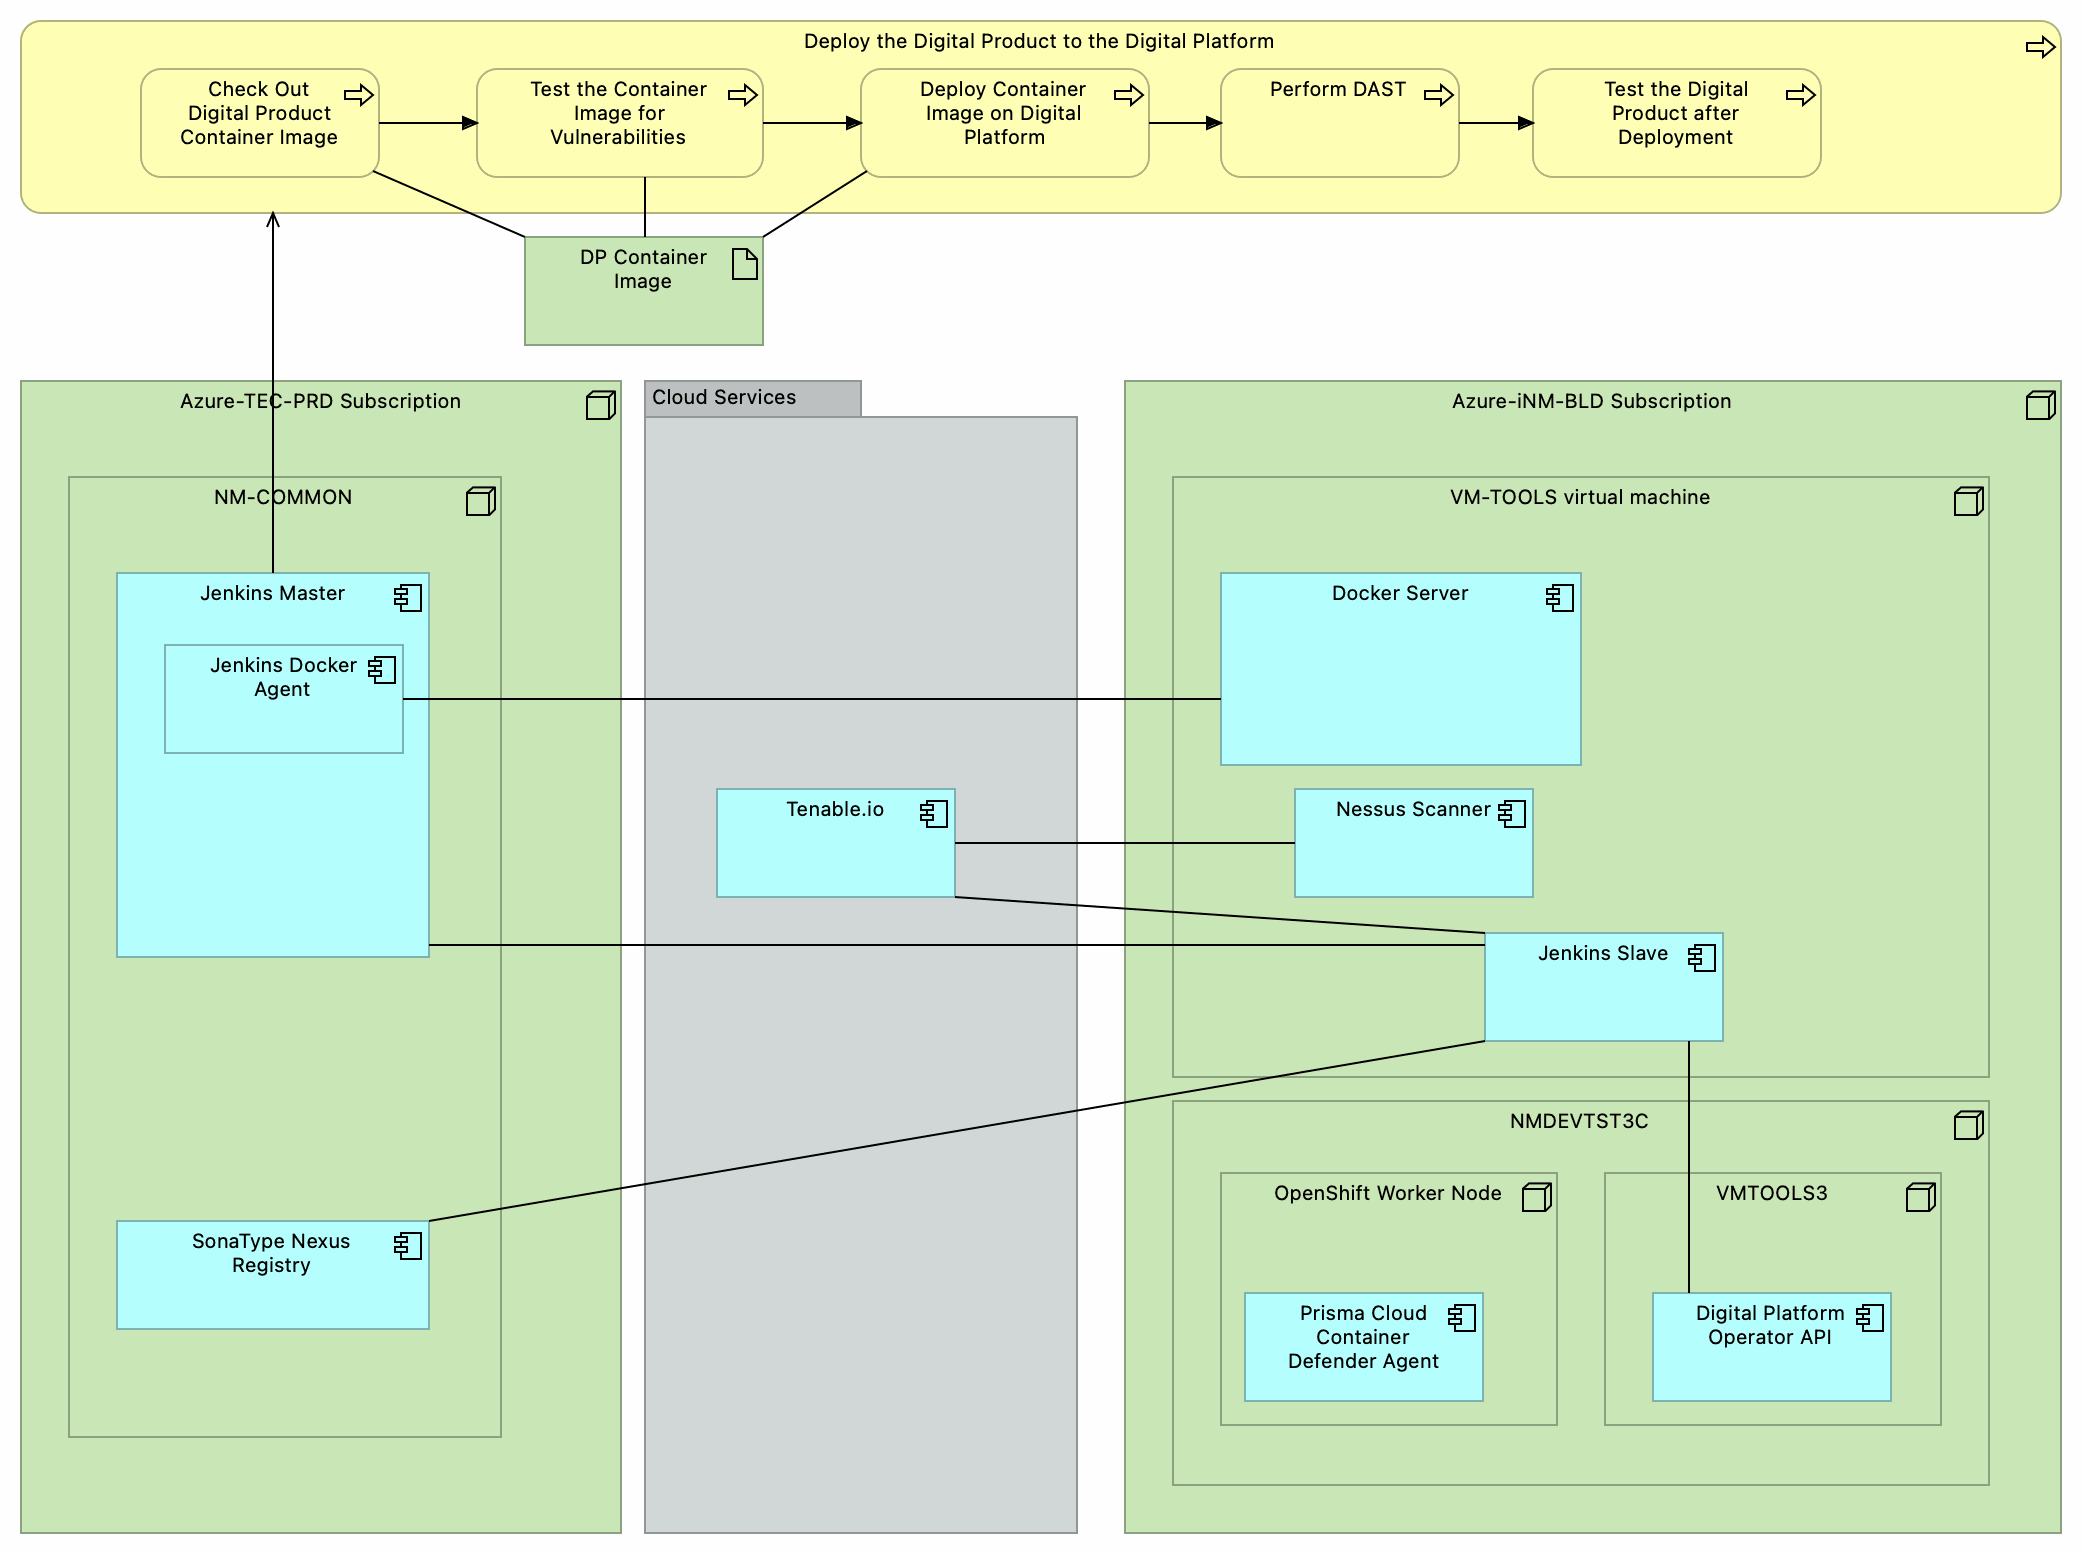 Deploy the Digital Product to the Digital Platform
Check Out
Digital Product
Container Image
Test the Container
Image for
Vulnerabilities
Deploy Container
Image on Digital
Platform
Perform DAST
Test the Digital
Product after
Deployment
DP Container
Image
Azure-TEC-PRD Subscription
NM-COMMON
Jenkins Master
Jenkins Docker
Agent
SonaType Nexus
Registry
Cloud Services
Tenable.io
Azure-iNM-BLD Subscription
VM-TOOLS virtual machine
Docker Server
Nessus Scanner
Jenkins Slave
NMDEVTST3C
OpenShift Worker Node
Prisma Cloud
Container
Defender Agent
VMTOOLS3
Digital Platform
Operator API